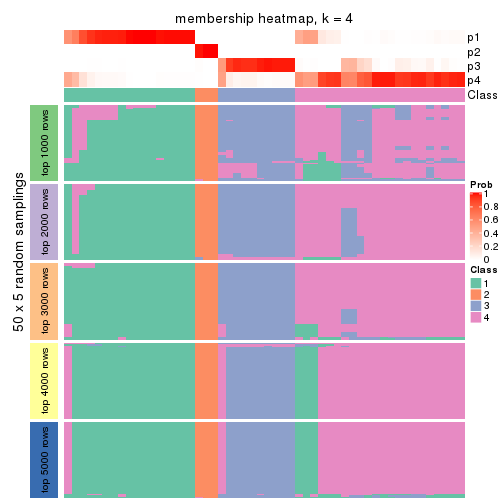 membership heatmap, k = 4
p1
p2
p3
p4
Class
50 x 5 random samplings
top 1000 rows
top 2000 rows
top 3000 rows
top 4000 rows
top 5000 rows
Prob
1
0.8
0.6
0.4
0.2
0
Class
1
2
3
4